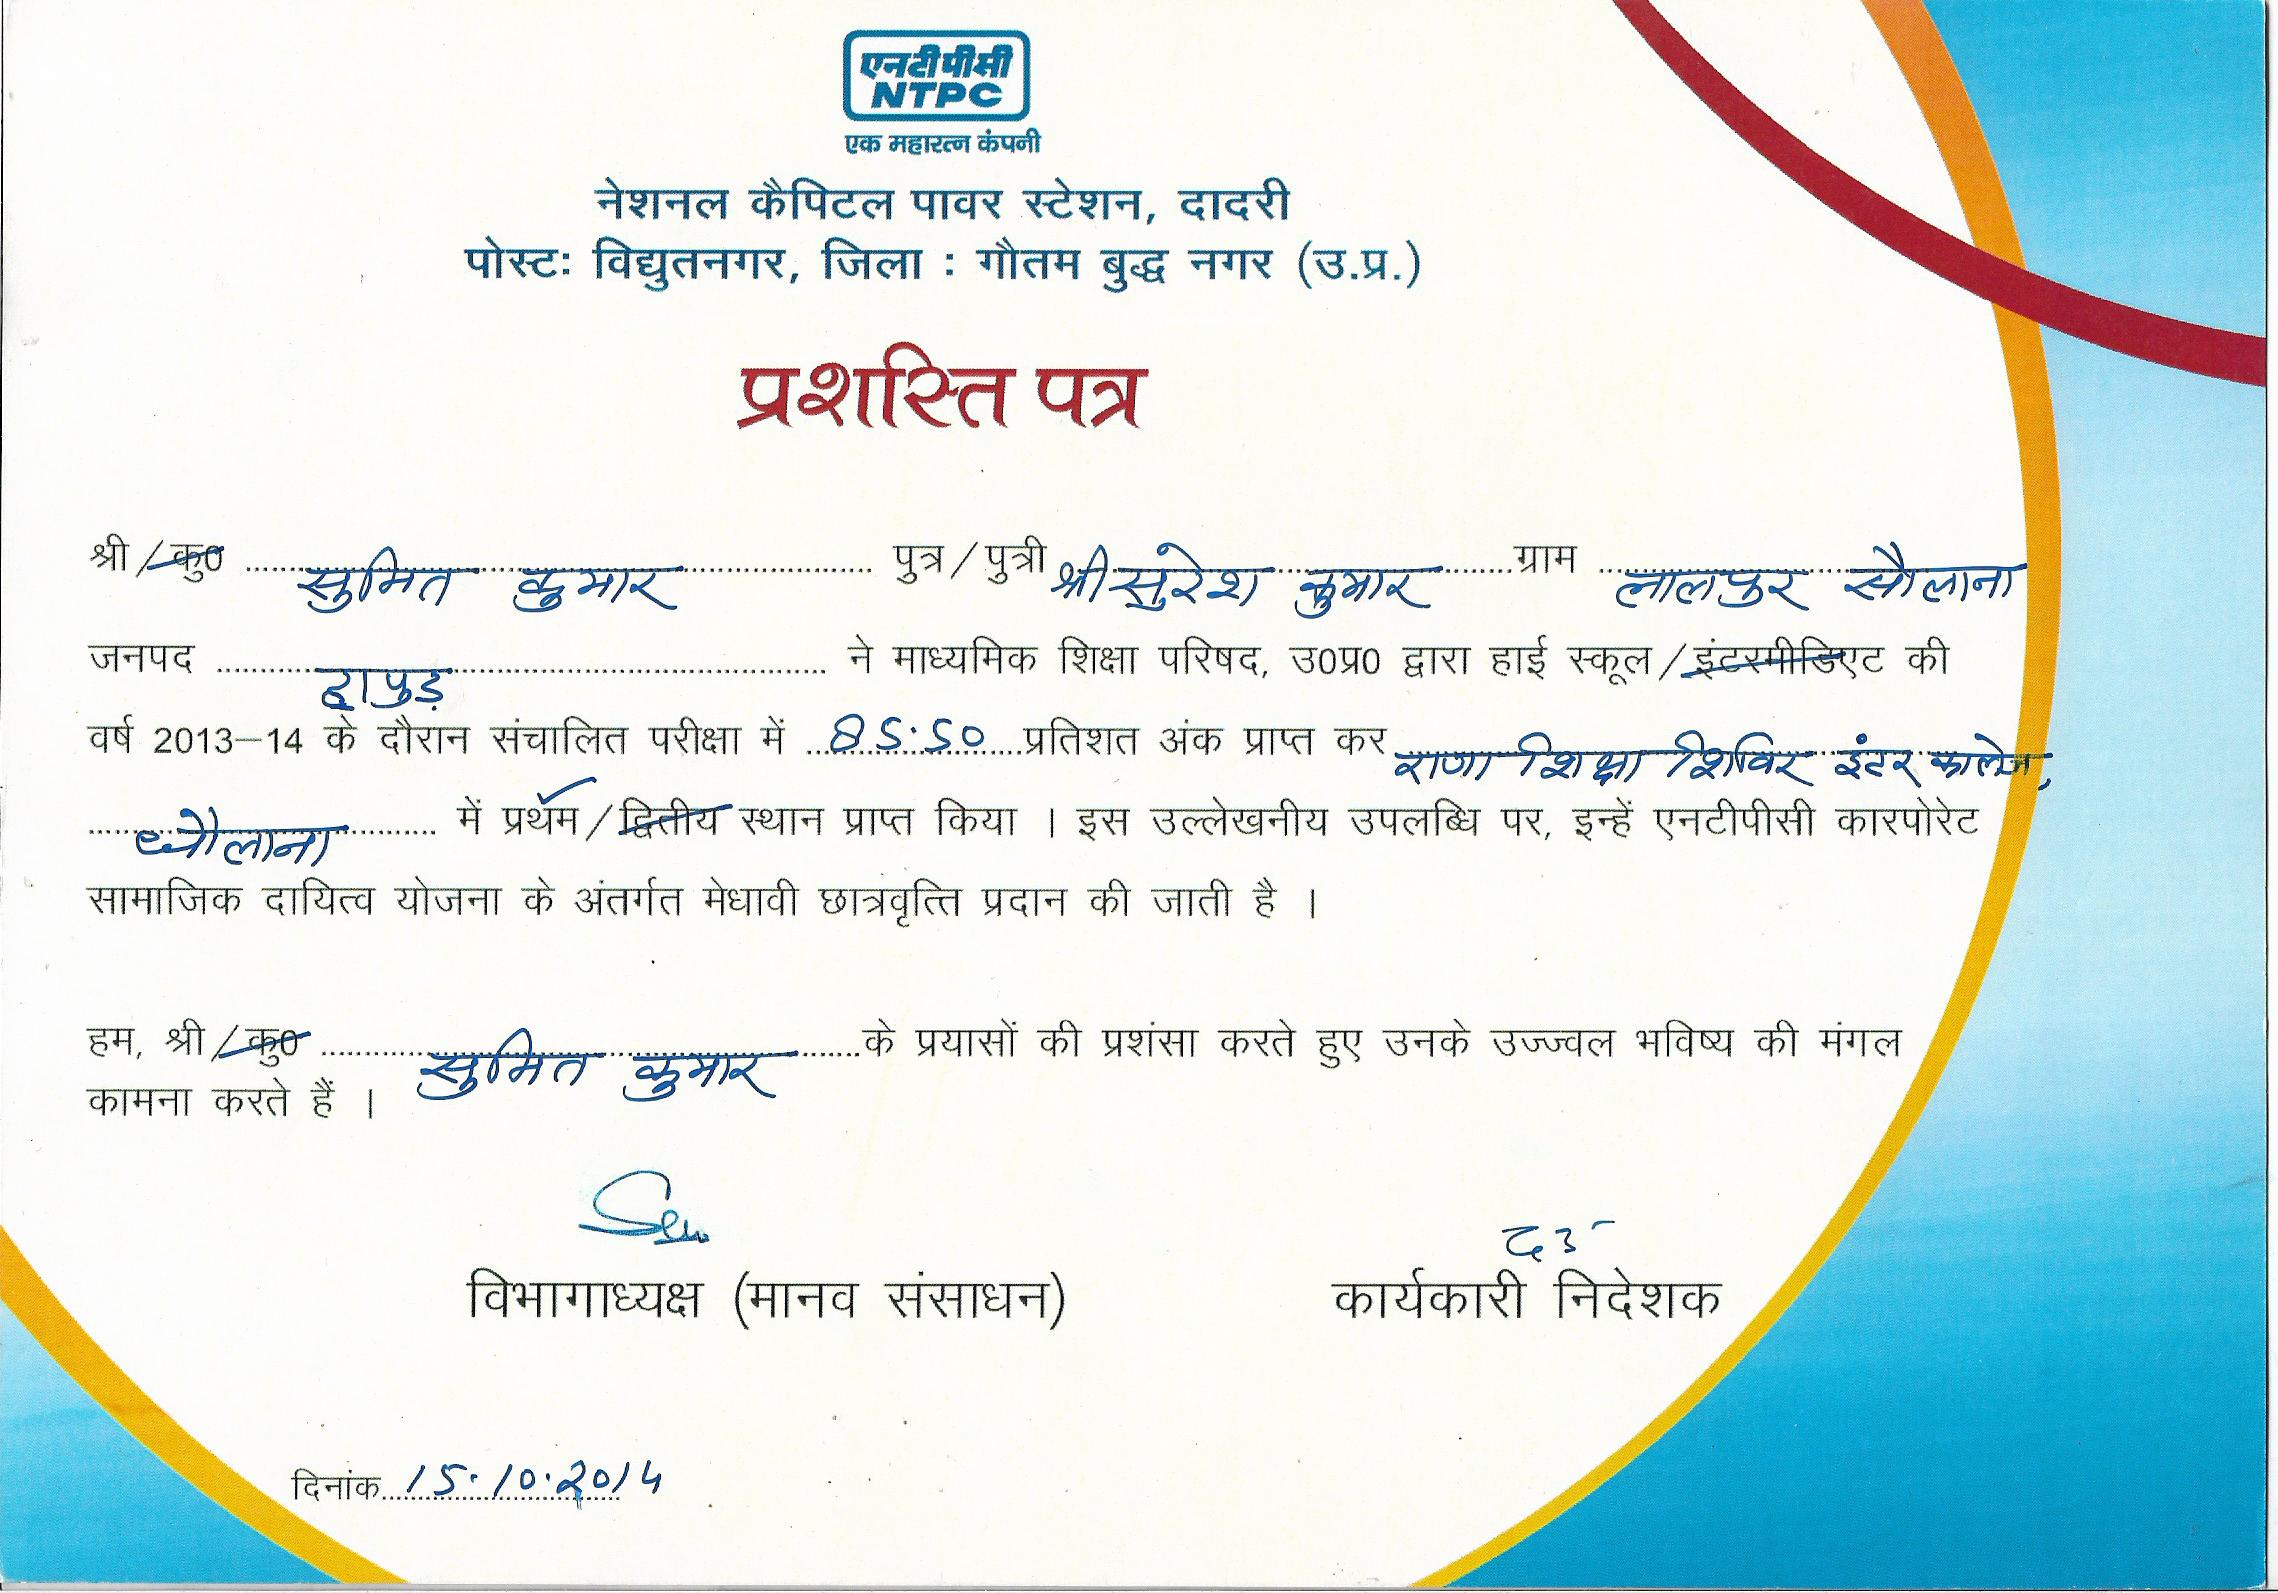 एनटीपीसी
NTPC
एक महारत्न कंपनी
नेशनल कैपिटल पावर स्टेशन, दादरी
पोस्टः विद्युतनगर, जिला : गौतम बुद्ध नगर (उ.प्र.)
प्रशस्ति पत्र
श्री/कु0 सुमित कुमार पुत्र/पुत्री श्री सुरेश कुमार ग्राम लालपुर सौलाना
जनपद हापुड़ ने माध्यमिक शिक्षा परिषद, उ0प्र0 द्वारा हाई स्कूल/इंटरमीडिएट की
वर्ष 2013–14 के दौरान संचालित परीक्षा में 85.50 प्रतिशत अंक प्राप्त कर राणा शिक्षा शिविर इंटर कालेज,
धौलाना में प्रथम/द्वितीय स्थान प्राप्त किया । इस उल्लेखनीय उपलब्धि पर, इन्हें एनटीपीसी कारपोरेट
सामाजिक दायित्व योजना के अंतर्गत मेधावी छात्रवृत्ति प्रदान की जाती है ।
हम, श्री/कु0 सुमित कुमार के प्रयासों की प्रशंसा करते हुए उनके उज्ज्वल भविष्य की मंगल
कामना करते हैं ।
विभागाध्यक्ष (मानव संसाधन) कार्यकारी निदेशक
दिनांक 15.10.2014